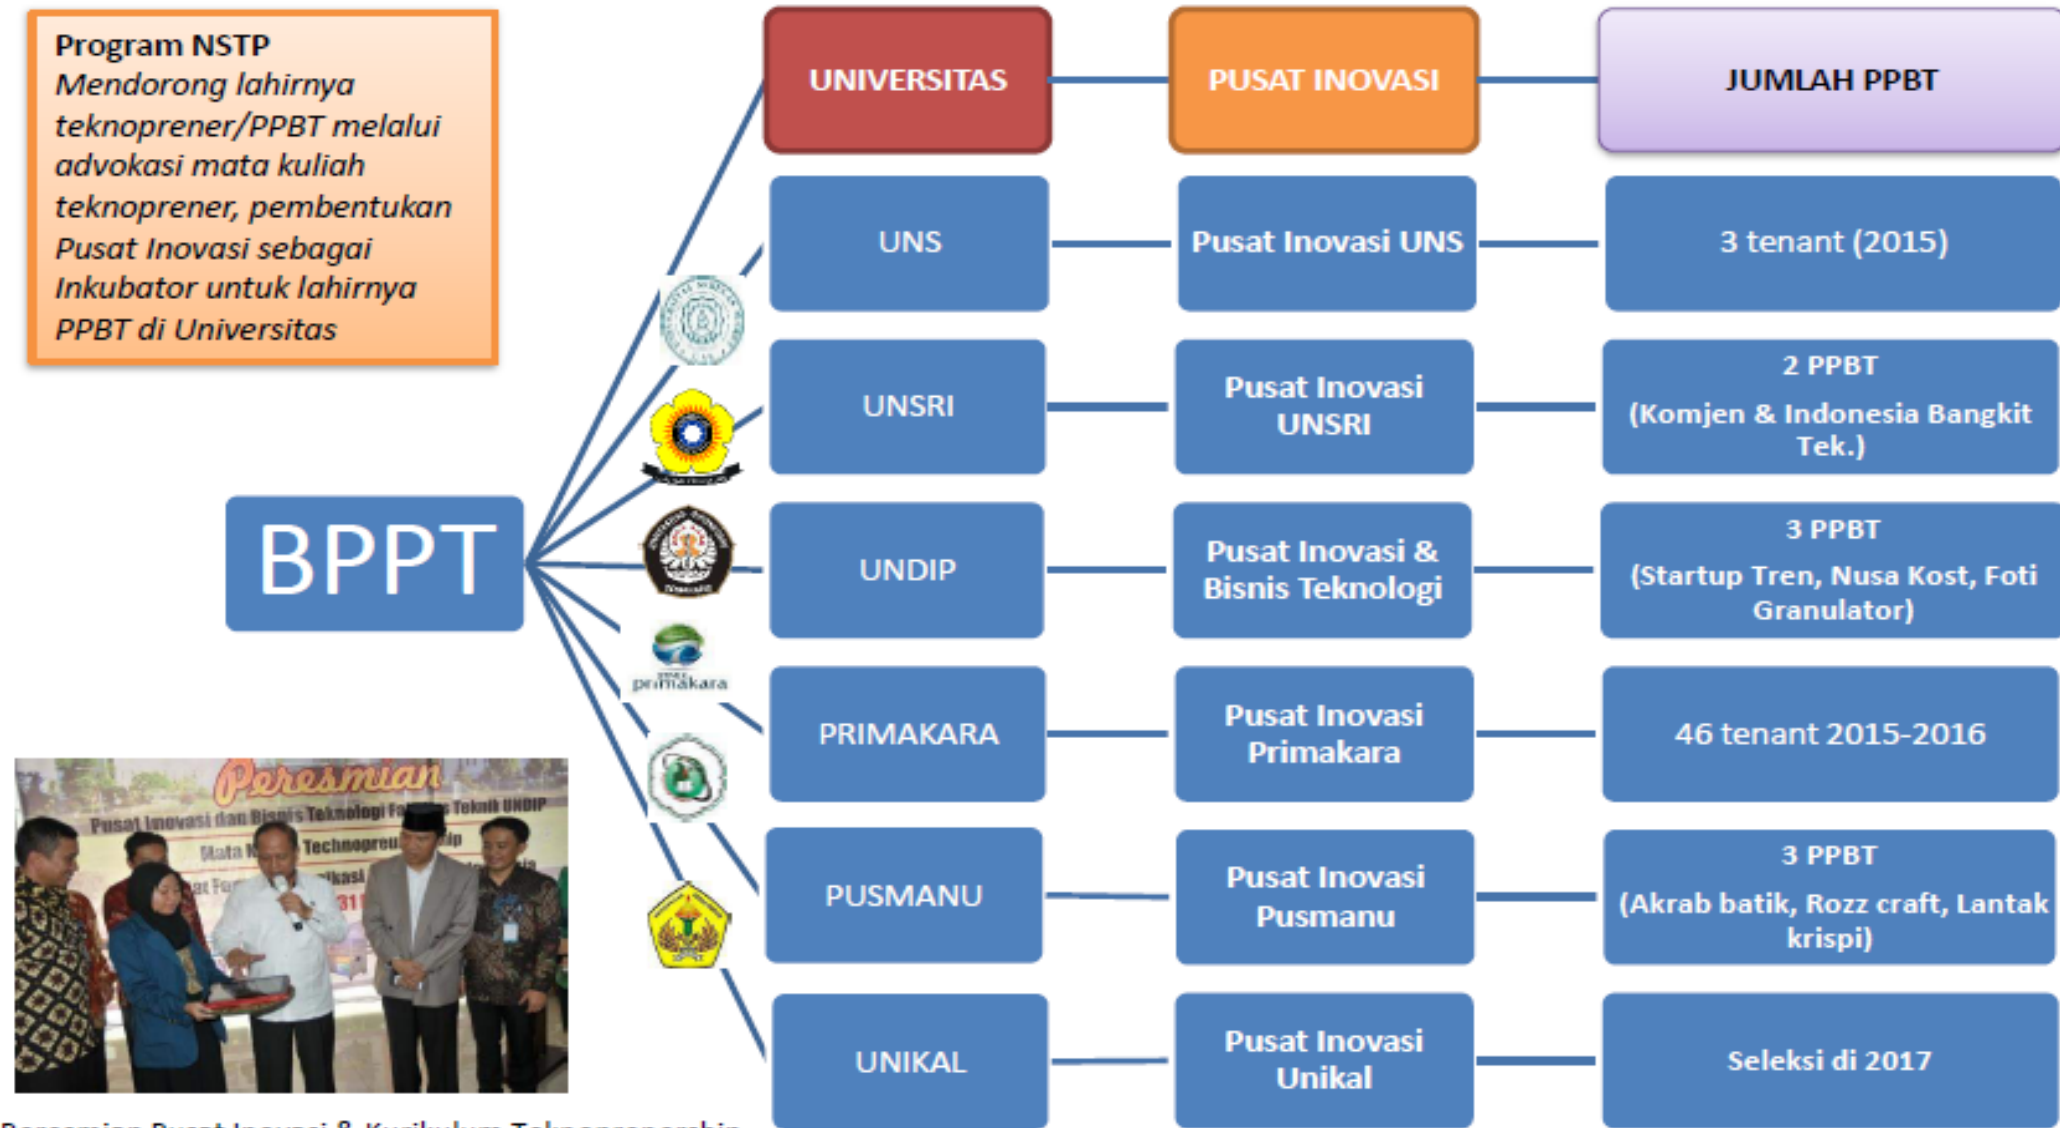 Program NSTP
Mendorong lahirnya
teknoprener/PPBT melalui
advokasi mata kuliah
teknoprener, pembentukan
Pusat Inovasi sebagai
Inkubator untuk lahirnya
PPBT di Universitas
BPPT
UNIVERSITAS
PUSAT INOVASI
JUMLAH PPBT
UNS
Pusat Inovasi UNS
3 tenant (2015)
UNSRI
Pusat Inovasi
UNSRI
2 PPBT
(Komjen & Indonesia Bangkit
Tek.)
UNDIP
Pusat Inovasi &
Bisnis Teknologi
3 PPBT
(Startup Tren, Nusa Kost, Foti
Granulator)
primakara
PRIMAKARA
Pusat Inovasi
Primakara
46 tenant 2015-2016
PUSMANU
Pusat Inovasi
Pusmanu
3 PPBT
(Akrab batik, Rozz craft, Lantak
krispi)
UNIKAL
Pusat Inovasi
Unikal
Seleksi di 2017
Peresmian
Pusat Inovasi dan Bisnis Teknologi Teknik UNDIP
Mata
31